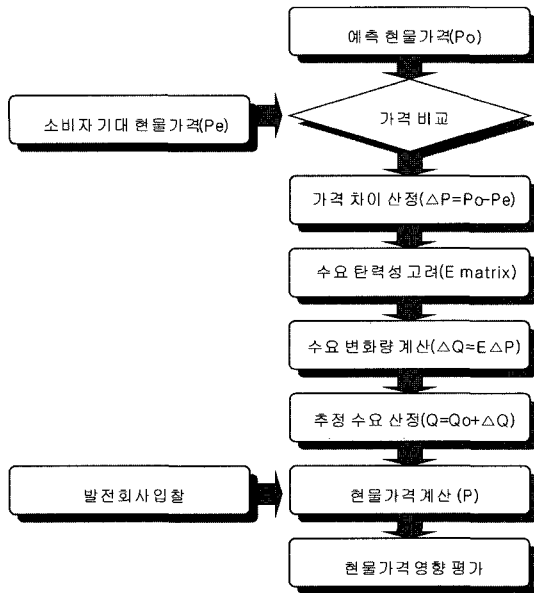 예측 현물가격(Po)
소비자 기대 현물가격(Pe)
가격 비교
가격 차이 산정(△P=Po-Pe)
수요 탄력성 고려(E matrix)
수요 변화량 계산(△Q=E△P)
추정 수요 산정(Q=Qo+△Q)
발전회사입찰
현물가격 계산 (P)
현물가격영향 평가